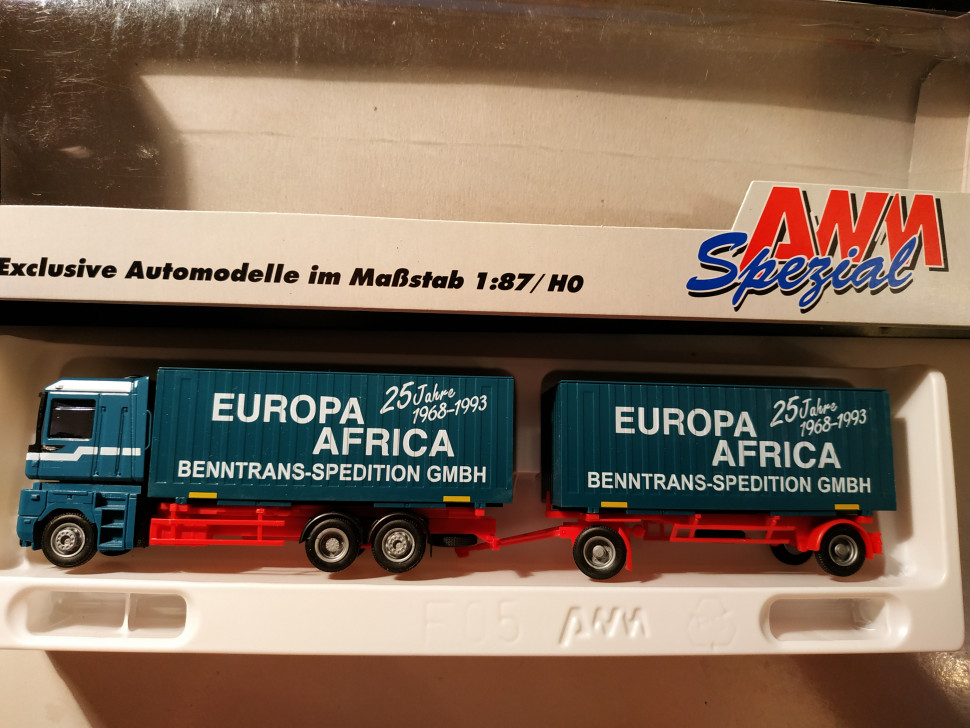 AWM
Spezial
Exclusive Automodelle im Maßstab 1:87/H0
EUROPA
25 Jahre
1968-1993
AFRICA
BENNTRANS-SPEDITION GMBH
EUROPA
25 Jahre
1968-1993
AFRICA
BENNTRANS-SPEDITION GMBH
F05 AWM